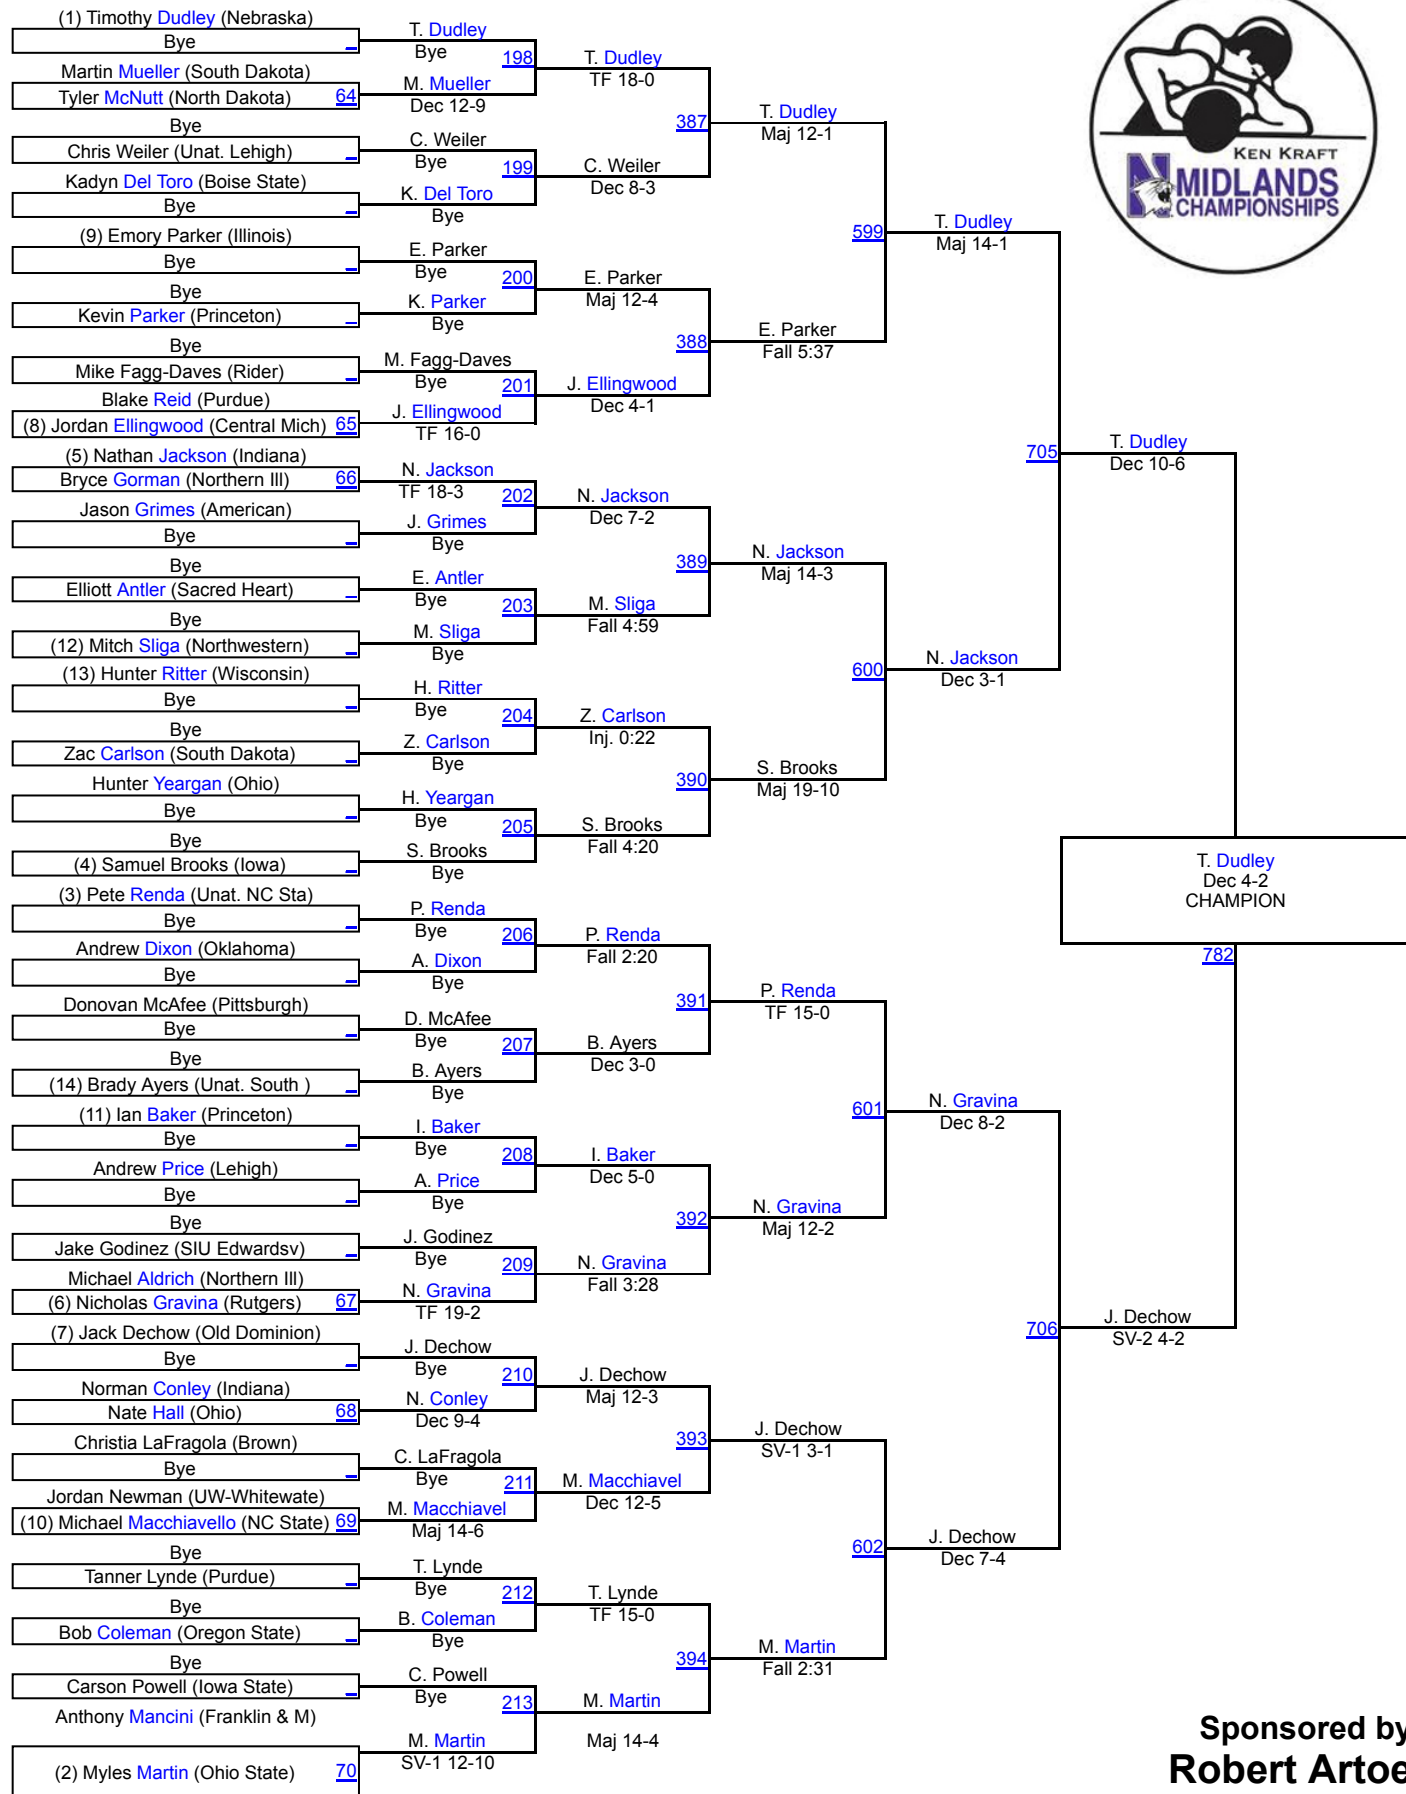 (1) Timothy Dudley (Nebraska)
Bye
Martin Mueller (South Dakota)
Tyler McNutt (North Dakota) 64
Bye
Chris Weiler (Unat. Lehigh)
Kadyn Del Toro (Boise State)
Bye
(9) Emory Parker (Illinois)
Bye
Bye
Kevin Parker (Princeton)
Bye
Mike Fagg-Daves (Rider)
Blake Reid (Purdue)
(8) Jordan Ellingwood (Central Mich) 65
(5) Nathan Jackson (Indiana)
Bryce Gorman (Northern Ill) 66
Jason Grimes (American)
Bye
Bye
Elliott Antler (Sacred Heart)
Bye
(12) Mitch Sliga (Northwestern)
(13) Hunter Ritter (Wisconsin)
Bye
Bye
Zac Carlson (South Dakota)
Hunter Yeargan (Ohio)
Bye
Bye
(4) Samuel Brooks (Iowa)
(3) Pete Renda (Unat. NC Sta)
Bye
Andrew Dixon (Oklahoma)
Bye
Donovan McAfee (Pittsburgh)
Bye
Bye
(14) Brady Ayers (Unat. South )
(11) Ian Baker (Princeton)
Bye
Andrew Price (Lehigh)
Bye
Bye
Jake Godinez (SIU Edwardsv)
Michael Aldrich (Northern Ill)
(6) Nicholas Gravina (Rutgers) 67
(7) Jack Dechow (Old Dominion)
Bye
Norman Conley (Indiana)
Nate Hall (Ohio) 68
Christia LaFragola (Brown)
Bye
Jordan Newman (UW-Whitewate)
(10) Michael Macchiavello (NC State) 69
Bye
Tanner Lynde (Purdue)
Bye
Bob Coleman (Oregon State)
Bye
Carson Powell (Iowa State)
Anthony Mancini (Franklin & M)
(2) Myles Martin (Ohio State) 70
T. Dudley
Bye
198
M. Mueller
Dec 12-9
C. Weiler
Bye
199
K. Del Toro
Bye
E. Parker
Bye
200
K. Parker
Bye
M. Fagg-Daves
Bye
201
J. Ellingwood
TF 16-0
N. Jackson
TF 18-3
202
J. Grimes
Bye
E. Antler
Bye
203
M. Sliga
Bye
H. Ritter
Bye
204
Z. Carlson
Bye
H. Yeargan
Bye
205
S. Brooks
Bye
P. Renda
Bye
206
A. Dixon
Bye
D. McAfee
Bye
207
B. Ayers
Bye
I. Baker
Bye
208
A. Price
Bye
J. Godinez
Bye
209
N. Gravina
TF 19-2
J. Dechow
Bye
210
N. Conley
Dec 9-4
C. LaFragola
Bye
211
M. Macchiavel
Maj 14-6
T. Lynde
Bye
212
B. Coleman
Bye
C. Powell
Bye
213
M. Martin
SV-1 12-10
T. Dudley
TF 18-0
387
C. Weiler
Dec 8-3
E. Parker
Maj 12-4
388
J. Ellingwood
Dec 4-1
N. Jackson
Dec 7-2
389
M. Sliga
Fall 4:59
Z. Carlson
Inj. 0:22
390
S. Brooks
Fall 4:20
P. Renda
Fall 2:20
391
B. Ayers
Dec 3-0
I. Baker
Dec 5-0
392
N. Gravina
Fall 3:28
J. Dechow
Maj 12-3
393
M. Macchiavel
Dec 12-5
T. Lynde
TF 15-0
394
M. Martin
Maj 14-4
T. Dudley
Maj 12-1
599
E. Parker
Fall 5:37
N. Jackson
Maj 14-3
600
S. Brooks
Maj 19-10
P. Renda
TF 15-0
601
N. Gravina
Maj 12-2
J. Dechow
SV-1 3-1
602
M. Martin
Fall 2:31
T. Dudley
Maj 14-1
705
N. Jackson
Dec 3-1
N. Gravina
Dec 8-2
706
J. Dechow
Dec 7-4
T. Dudley
Dec 10-6
J. Dechow
SV-2 4-2
T. Dudley
Dec 4-2
CHAMPION
782
KEN KRAFT
N MIDLANDS
CHAMPIONSHIPS
Sponsored by
Robert Artoe